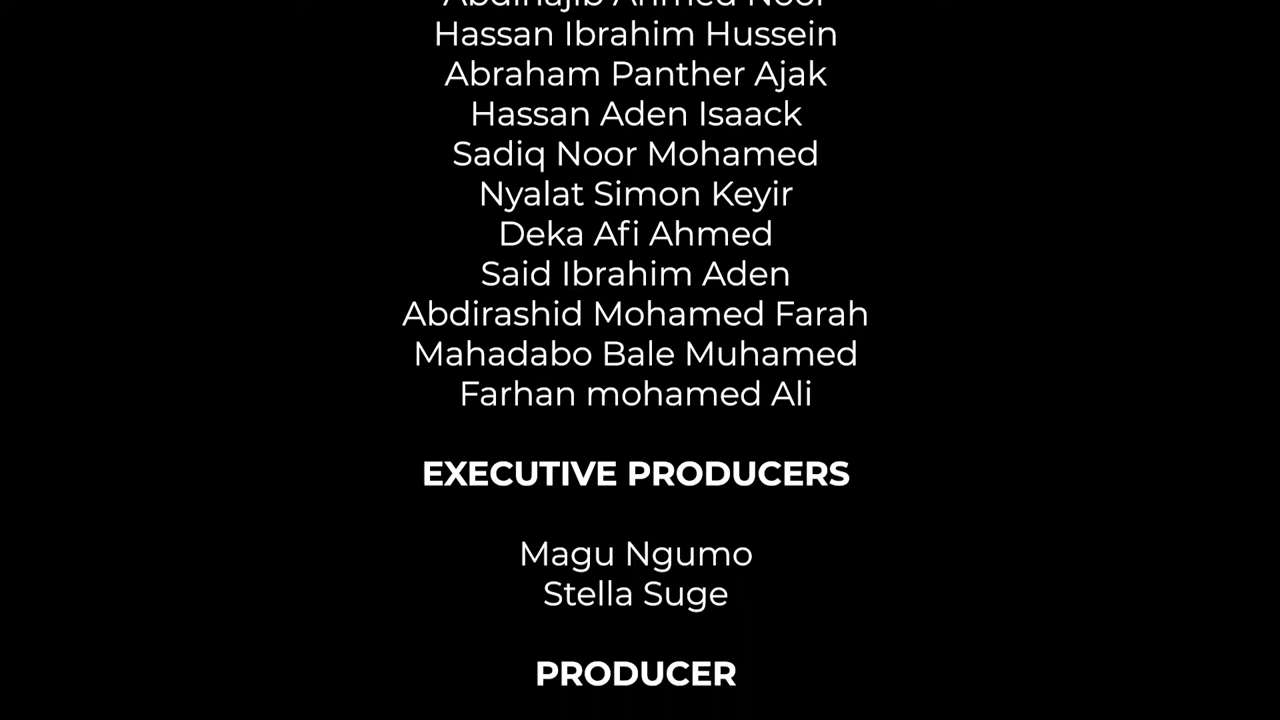 Hassan Ibrahim Hussein
Abraham Panther Ajak
Hassan Aden Isaack
Sadiq Noor Mohamed
Nyalat Simon Keyir
Deka Afi Ahmed
Said Ibrahim Aden
Abdirashid Mohamed Farah
Mahadabo Bale Muhamed
Farhan mohamed Ali
EXECUTIVE PRODUCERS
Magu Ngumo
Stella Suge
PRODUCER